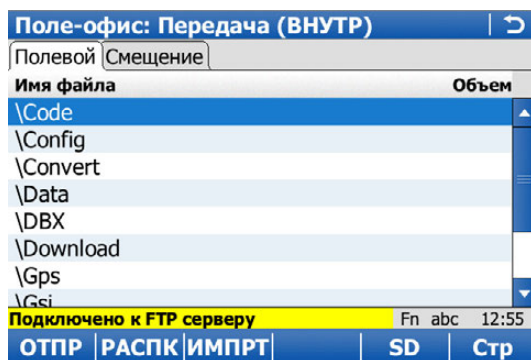 Поле-офис: Передача (ВНУТР)
Полевой Смещение
Имя файла Объем
\Code
\Config
\Convert
\Data
\DBX
\Download
\Gps
\Gsi
Подключено к FTP серверу Fn abc 12:55
ОТПР РАСПК ИМПРТ SD Стр